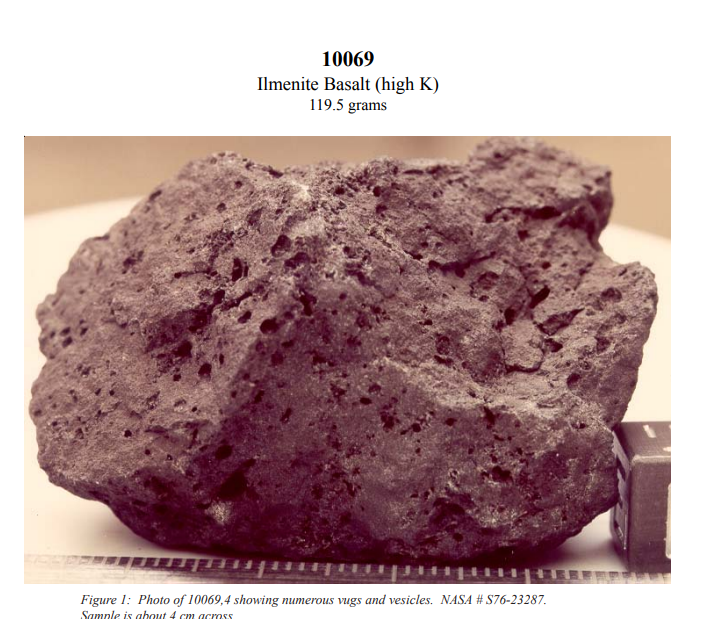 10069
Ilmenite Basalt (high K)
119.5 grams
Figure 1: Photo of 10069,4 showing numerous vugs and vesicles. NASA # S76-23287.
Sample is about 4 cm across